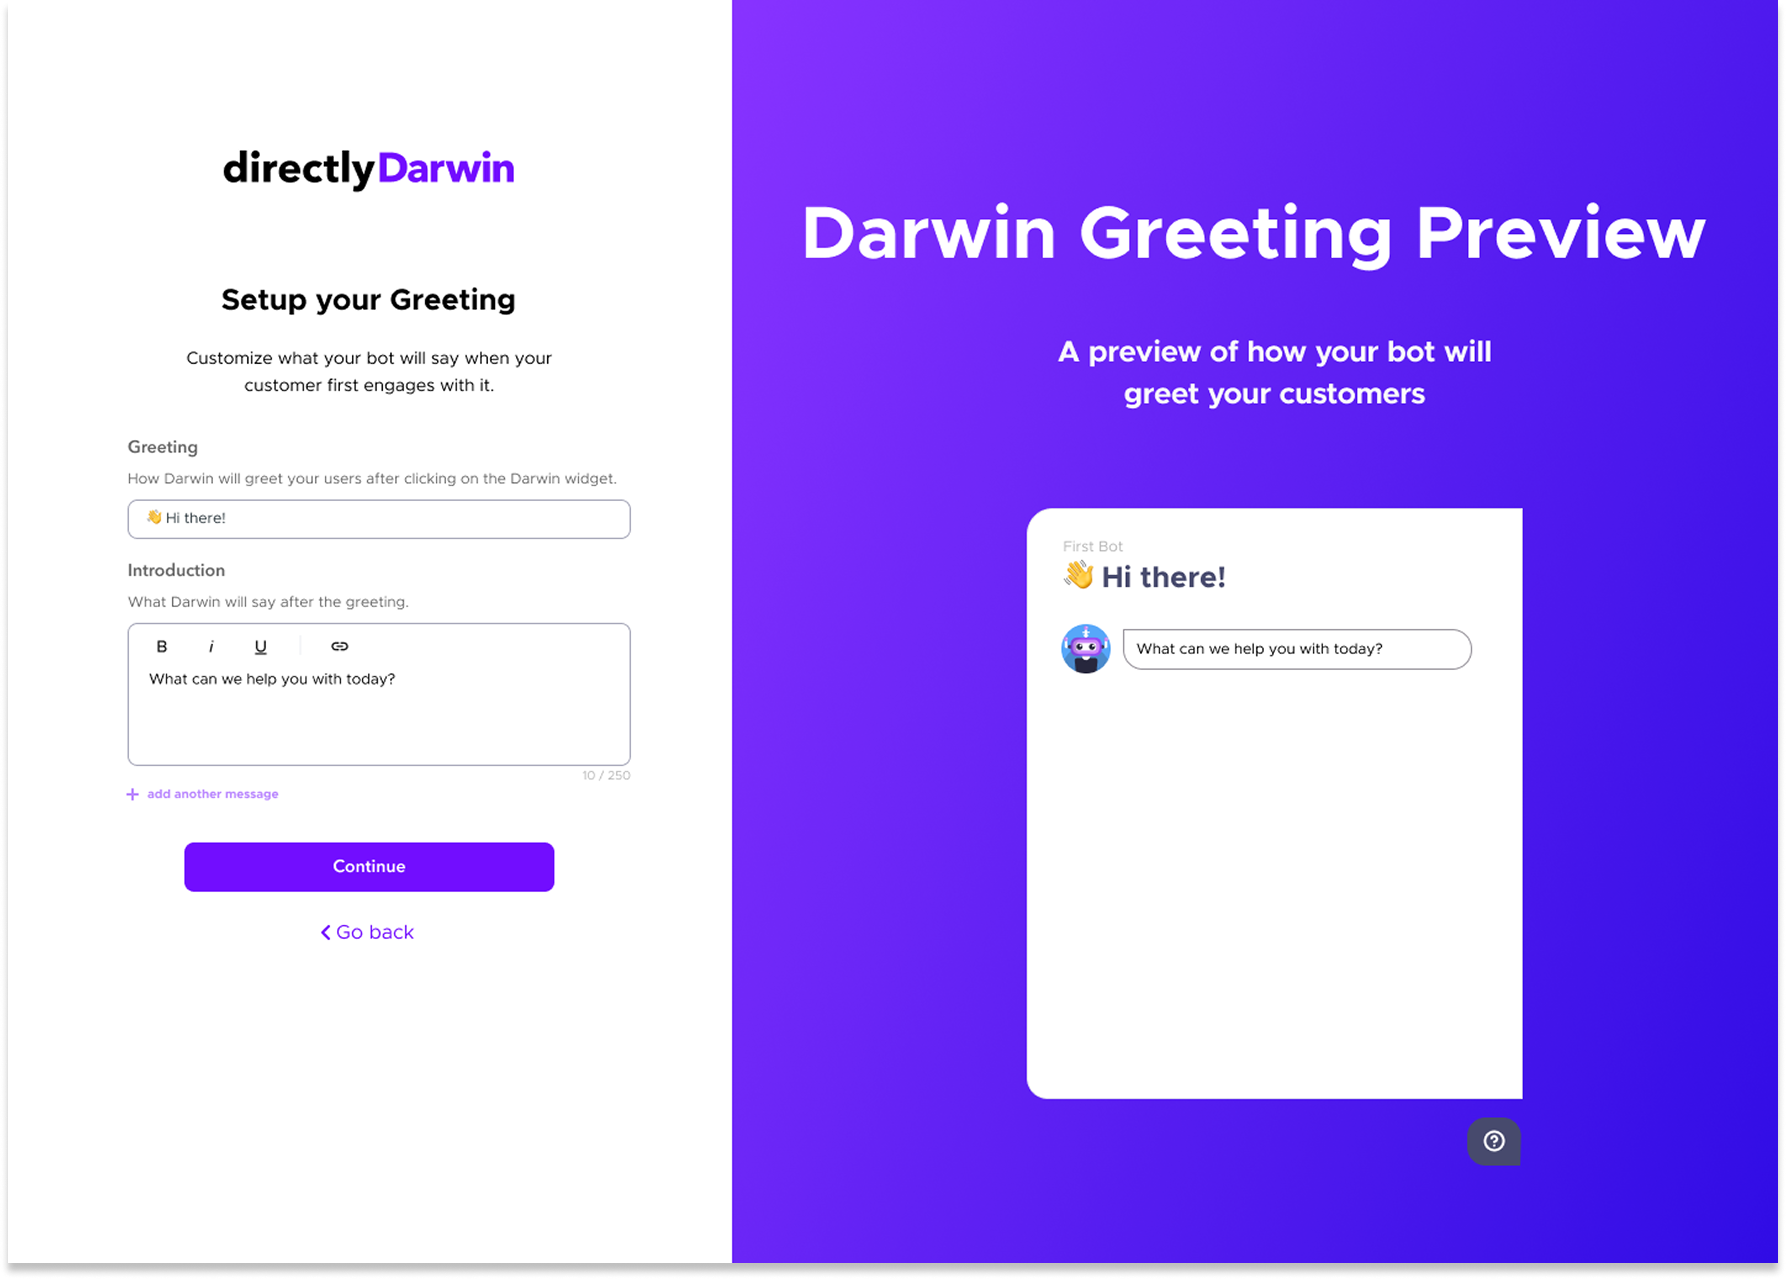 directlyDarwin
Setup your Greeting
Customize what your bot will say when your
customer first engages with it.
Greeting
How Darwin will greet your users after clicking on the Darwin widget.
👋 Hi there!
Introduction
What Darwin will say after the greeting.
B i U
What can we help you with today?
10 / 250
+ add another message
Continue
Go back
Darwin Greeting Preview
A preview of how your bot will
greet your customers
First Bot
👋 Hi there!
What can we help you with today?
?